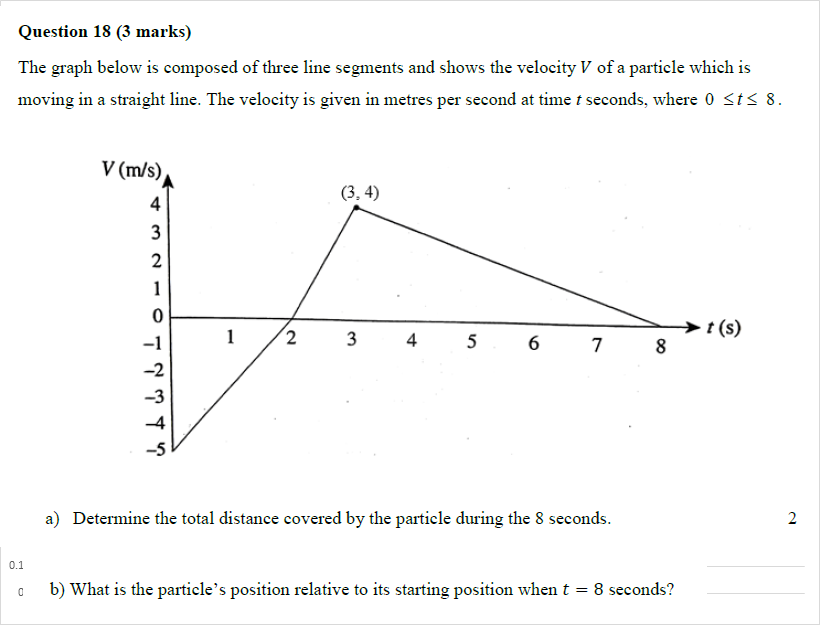 Question 18 (3 marks)
The graph below is composed of three line segments and shows the velocity V of a particle which is
moving in a straight line. The velocity is given in metres per second at time t seconds, where 0 ≤t≤ 8.
V (m/s)
(3, 4)
4
3
2
1
0
t (s)
1 2 3 4 5 6 7 8
−1
−2
−3
−4
−5
a) Determine the total distance covered by the particle during the 8 seconds. 2
0.1
0 b) What is the particle’s position relative to its starting position when t = 8 seconds?